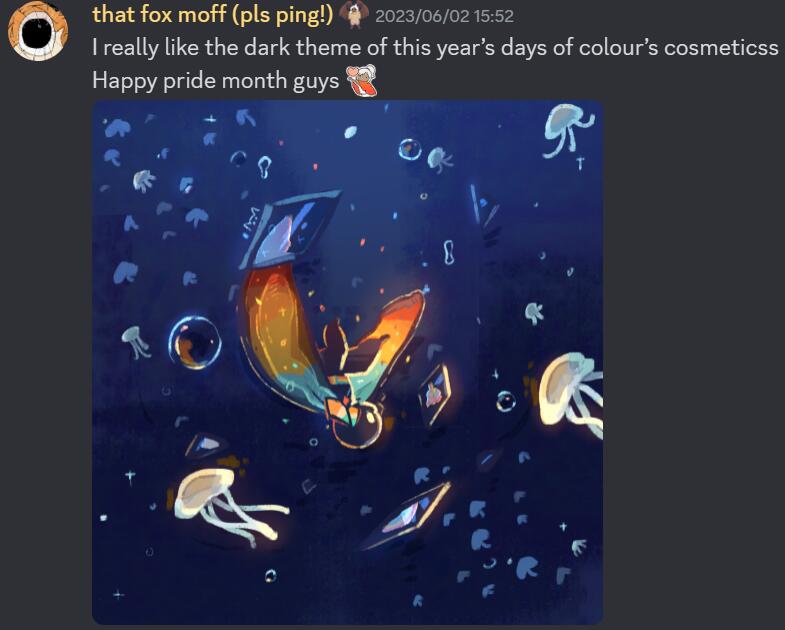 that fox moff (pls ping!) 2023/06/02 15:52
I really like the dark theme of this year’s days of colour’s cosmeticss
Happy pride month guys